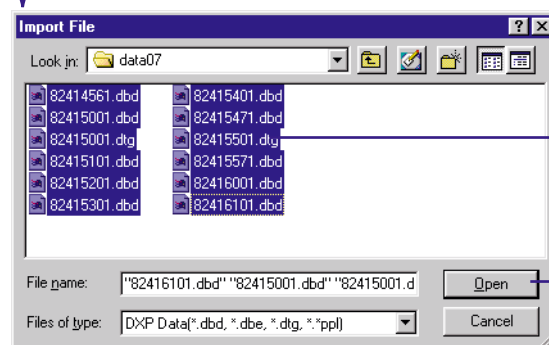 Import File
Look in: data07
82414561.dbd 82415401.dbd
82415001.dbd 82415471.dbd
82415001.dtg 82415501.dtg
82415101.dbd 82415571.dbd
82415201.dbd 82416001.dbd
82415301.dbd 82416101.dbd
File name: "82416101.dbd" "82415001.dbd" "82415001.d
Open
Files of type: DXP Data(*.dbd, *.dbe, *.dtg, *.*ppl)
Cancel